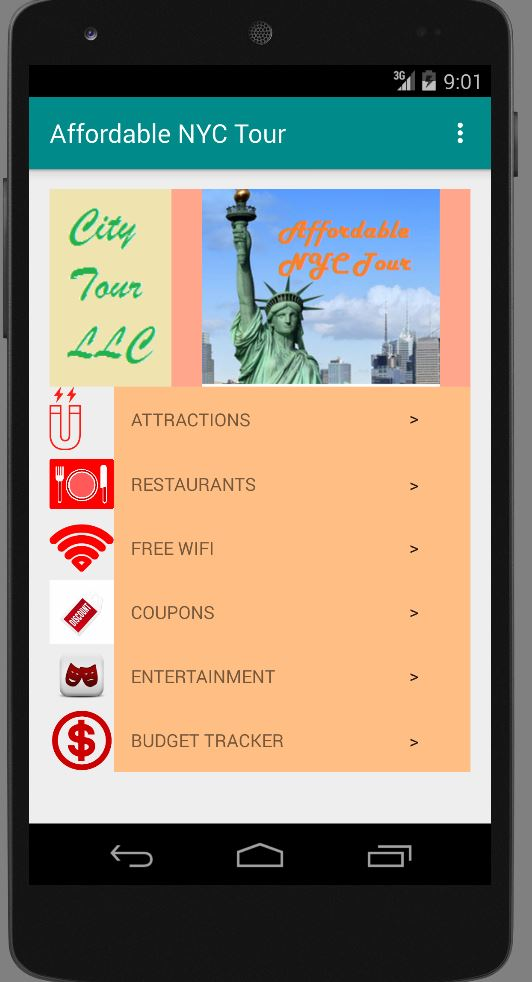 3G 9:01
Affordable NYC Tour
City
Tour
LLC
Affordable
NYC Tour
ATTRACTIONS >
RESTAURANTS >
FREE WIFI >
DISCOUNT
COUPONS >
ENTERTAINMENT >
$
BUDGET TRACKER >